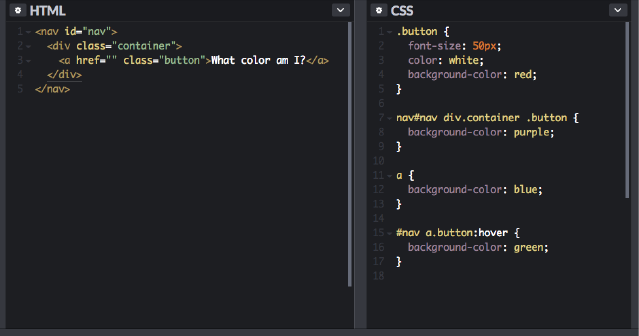 HTML
1 <nav id="nav">
2 <div class="container">
3 <a href="" class="button">What color am I?</a>
4 </div>
5 </nav>
CSS
1 .button {
2 font-size: 50px;
3 color: white;
4 background-color: red;
5 }
6
7 nav#nav div.container .button {
8 background-color: purple;
9 }
10
11 a {
12 background-color: blue;
13 }
14
15 #nav a.button:hover {
16 background-color: green;
17 }
18